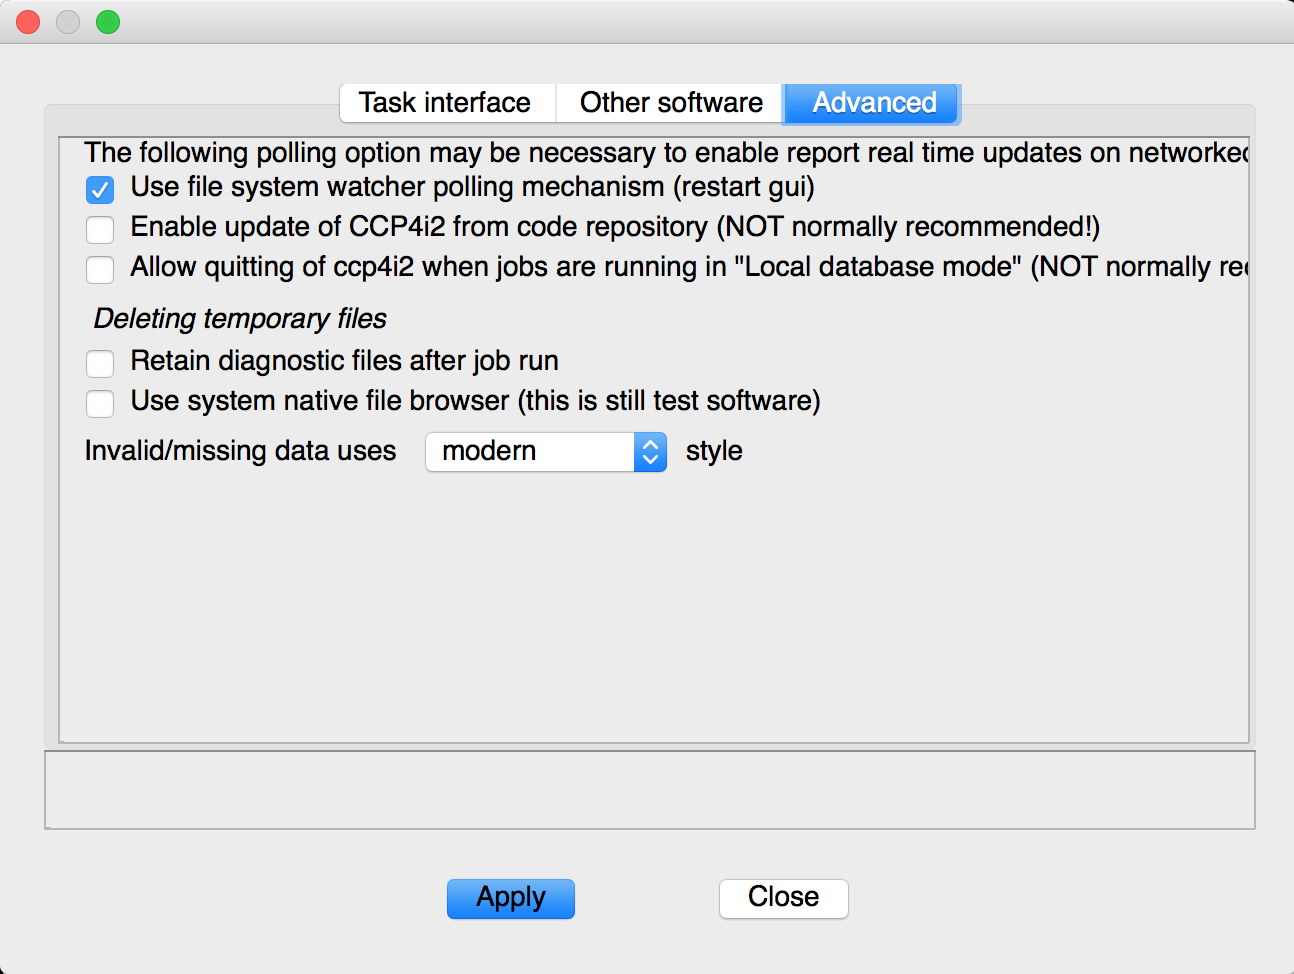 Task interface Other software Advanced
The following polling option may be necessary to enable report real time updates on networked
Use file system watcher polling mechanism (restart gui)
Enable update of CCP4i2 from code repository (NOT normally recommended!)
Allow quitting of ccp4i2 when jobs are running in "Local database mode" (NOT normally
Deleting temporary files
Retain diagnostic files after job run
Use system native file browser (this is still test software)
Invalid/missing data uses modern style
Apply Close